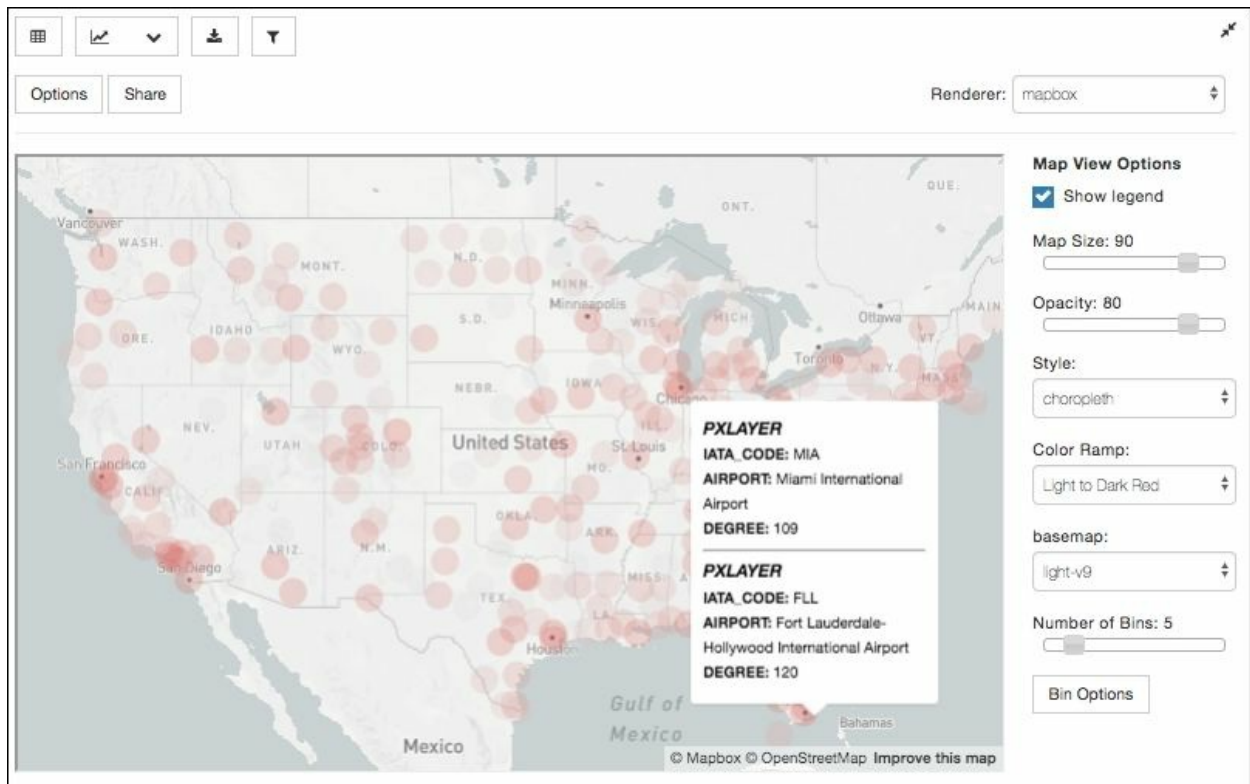 Options
Share
Renderer:
mapbox
Map View Options
Show legend
Map Size: 90
Opacity: 80
Style:
choropleth
Color Ramp:
Light to Dark Red
basemap:
light-v9
Number of Bins: 5
Bin Options
QUE.
ONT.
Vancouver
WASH.
MONT.
N.D.
MINN.
Minneapolis
Ottawa
MAIN
ORE.
IDAHO
WYO.
S.D.
WIS.
MICH
Toronto
VT.
N.Y.
MASS
NEBR.
IOWA
Chicago
ILL
NEV.
UTAH
COLO.
United States
St. Louis
San Francisco
CALIF
MO.
OKLA.
ARK.
ARIZ.
N.M.
San Diego
MISS.
A
TEX.
LA.
Houston
Gulf of
Mexico
Bahamas
Mexico
PXLAYER
IATA_CODE: MIA
AIRPORT: Miami International
Airport
DEGREE: 109
PXLAYER
IATA_CODE: FLL
AIRPORT: Fort Lauderdale-
Hollywood International Airport
DEGREE: 120
© Mapbox © OpenStreetMap Improve this map